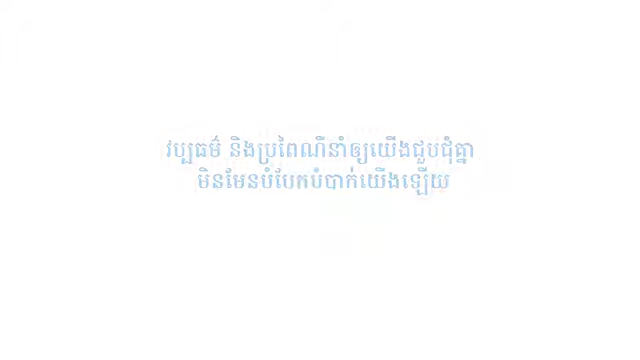 វប្បធម៌ និងប្រពៃណីនាំឲ្យយើងជួបជុំគ្នា
មិនមែនបំបែកបំបាក់យើងឡើយ